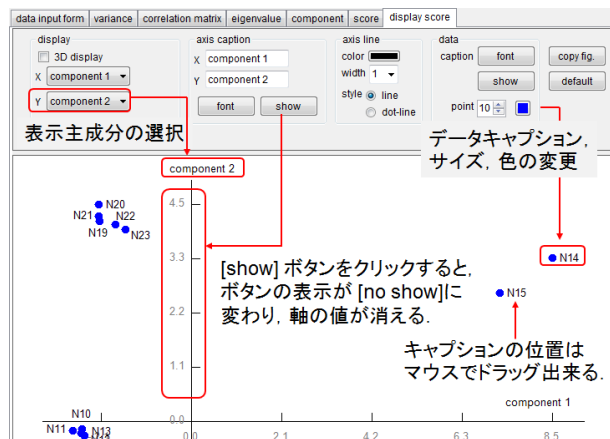 data input form variance correlation matrix eigenvalue component score display score
display
3D display
X component 1
Y component 2
axis caption
X component 1
Y component 2
font show
axis line
color
width 1
style line
dot-line
data
caption font
show
point 10
copy fig.
default
表示主成分の選択
データキャプション,
サイズ, 色の変更
component 2
4.5
3.3
2.2
1.1
0.0
N20
N21
N22
N19
N23
N14
N15
[show] ボタンをクリックすると,
ボタンの表示が [no show]に
変わり, 軸の値が消える.
キャプションの位置は
マウスでドラッグ出来る.
component 1
N10
N11
N13
0.0 2.1 4.2 6.3 8.5